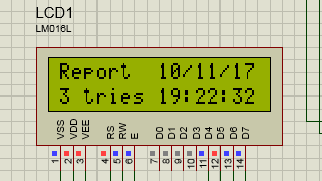 LCD1
LM016L
Report 10/11/17
3 tries 19:22:32
VSS VDD VEE RS RW E D0 D1 D2 D3 D4 D5 D6 D7
1 2 3 4 5 6 7 8 9 10 11 12 13 14